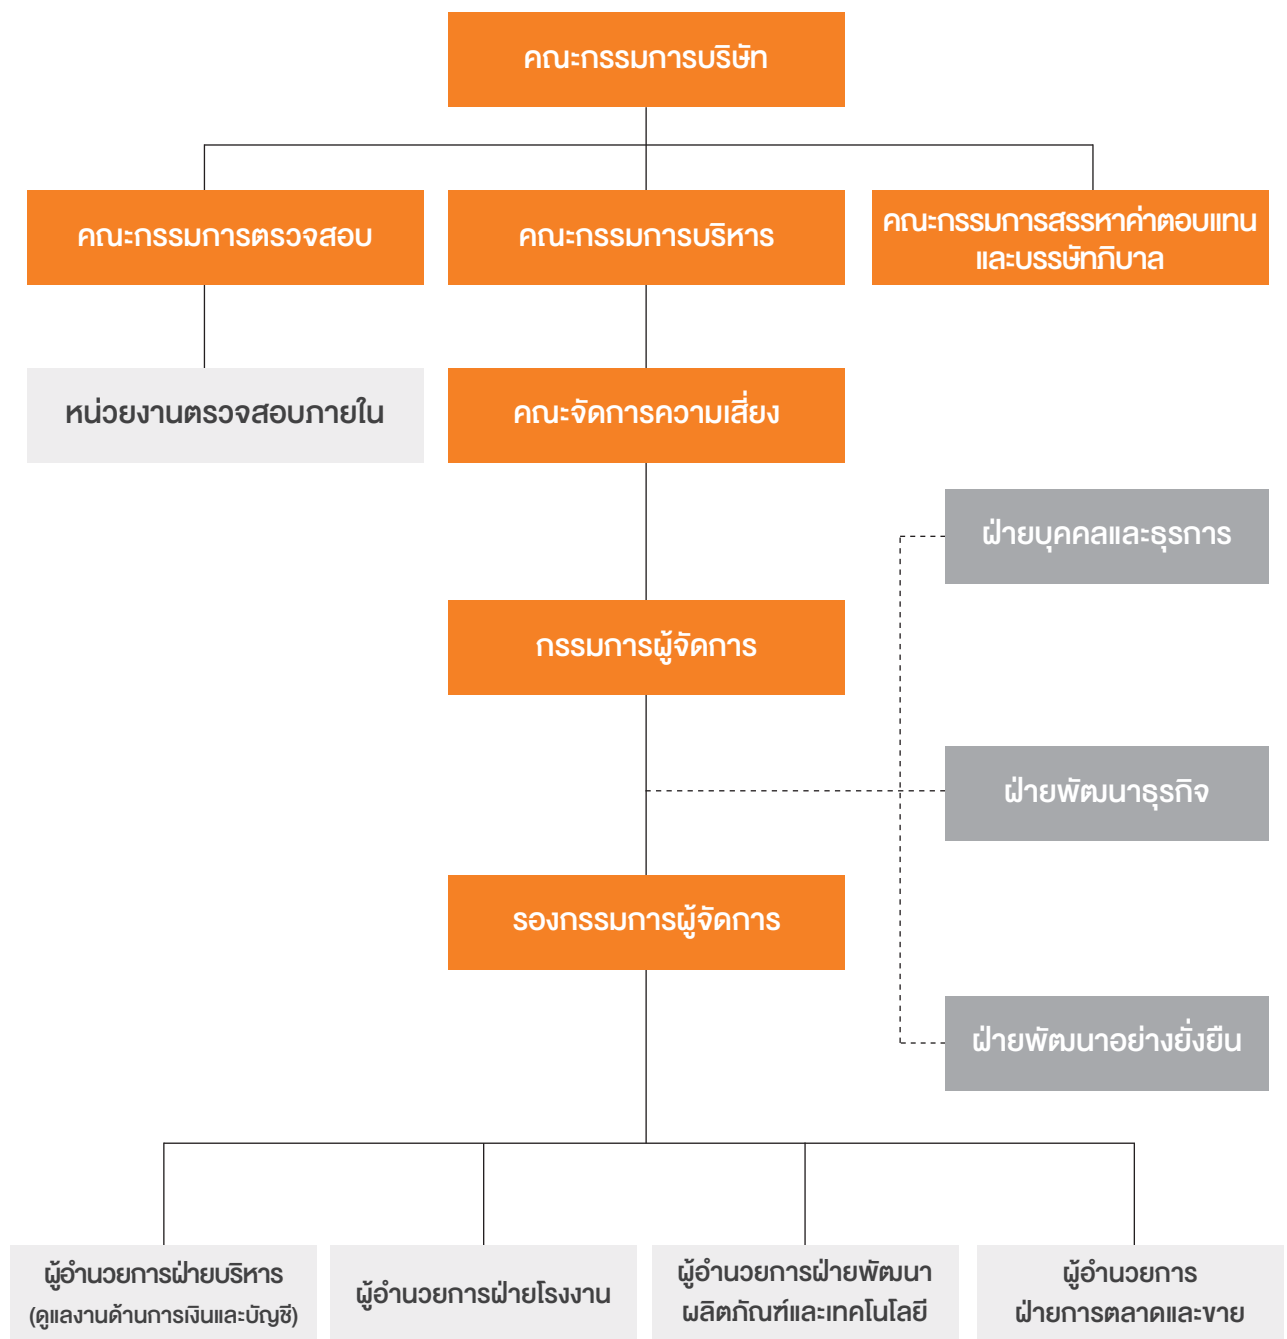 คณะกรรมการบริษัท
คณะกรรมการตรวจสอบ
คณะกรรมการบริหาร
คณะกรรมการสรรหาค่าตอบแทน
และบรรษัทภิบาล
หน่วยงานตรวจสอบภายใน
คณะจัดการความเสี่ยง
ฝ่ายบุคคลและธุรการ
กรรมการผู้จัดการ
ฝ่ายพัฒนาธุรกิจ
รองกรรมการผู้จัดการ
ฝ่ายพัฒนาอย่างยั่งยืน
ผู้อำนวยการฝ่ายบริหาร
(ดูแลงานด้านการเงินและบัญชี)
ผู้อำนวยการฝ่ายโรงงาน
ผู้อำนวยการฝ่ายพัฒนา
ผลิตภัณฑ์และเทคโนโลยี
ผู้อำนวยการ
ฝ่ายการตลาดและขาย